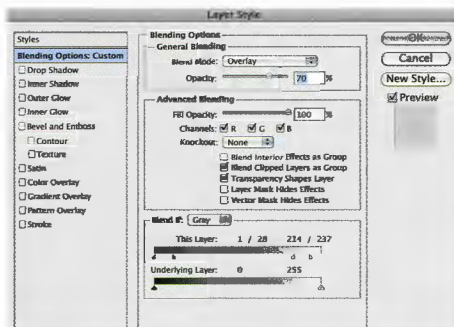 Layer Style
Styles
Blending Options: Custom
Drop Shadow
Inner Shadow
Outer Glow
Inner Glow
Bevel and Emboss
Contour
Texture
Satin
Color Overlay
Gradient Overlay
Pattern Overlay
Stroke
Blending Options
General Blending
Blend Mode: Overlay
Opacity: 70 %
Advanced Blending
Fill Opacity: 100 %
Channels: R G B
Knockout: None
Blend Interior Effects as Group
Blend Clipped Layers as Group
Transparency Shapes Layer
Layer Mask Hides Effects
Vector Mask Hides Effects
Blend If: Gray
This Layer: 1 / 28 214 / 237
Underlying Layer: 0 255
OK
Cancel
New Style...
Preview